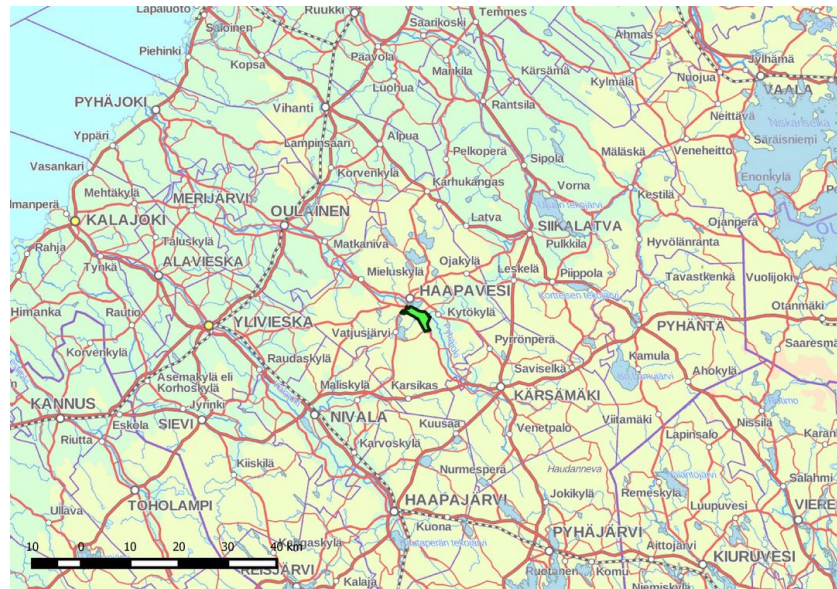 Lapaluoto
Ruukki
Temmes
Saarikoski
Ahmas
Saloinen
Piehinki
Kopsa
Paavola
Mankila
Kärsämä
Kylmälä
Nuojua
Jylhämä
VAALA
Luohua
PYHÄJOKI
Vihanti
Rantsila
Neittävä
Yppäri
Lampinsaari
Alpua
Veneheitto
Säräisniemi
Vasankari
Korvenkylä
Pelkoperä
Sipola
Mäläskä
Enonkylä
Mehtäkylä
Karhukangas
Vorna
Kestilä
MERIJÄRVI
KALAJOKI
OULAINEN
Latva
SIIKALATVA
Ojanperä
Rahja
Taluskylä
Matkaniva
Pulkkila
Hyvölänranta
Tynkä
ALAVIESKA
Mieluskylä
Ojakylä
Leskelä
Piippola
Tavastkenkä
Vuolijoki
Himanka
Rautio
HAAPAVESI
Kortteisen tekojärvi
Otanmäki
YLIVIESKA
Kytökylä
PYHÄNTÄ
Vatjusjärvi
Korvenkylä
Raudaskylä
Pyrrönperä
Kamula
Asemakylä eli
Korhoskylä
Saviselkä
Ahokylä
Maliskylä
Karsikas
KÄRSÄMÄKI
KANNUS
Jyrinki
NIVALA
Eskola
SIEVI
Kuusaa
Venetpalo
Viitamäki
Nissilä
Riutta
Karvoskylä
Lapinsalo
Kiiskilä
Nurmesperä
Haudanneva
Salahmi
TOHOLAMPI
HAAPAJÄRVI
Jokikylä
Remeskylä
Luupuvesi
Ullava
Kuona
PYHÄJÄRVI
Aittojärvi
KIURUVESI
10 0 10 20 30 40 km
Kalaja
Ruotanen
Komu
Niemiskylä